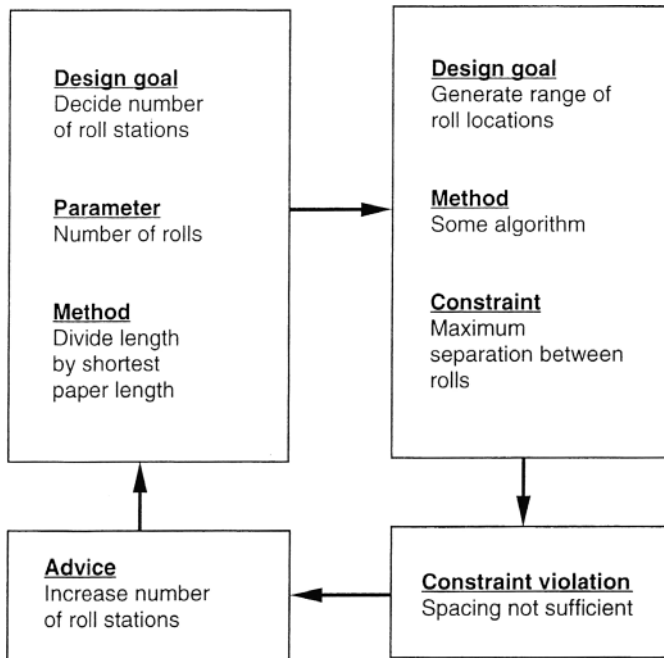 Design goal
Decide number
of roll stations
Parameter
Number of rolls
Method
Divide length
by shortest
paper length
Design goal
Generate range of
roll locations
Method
Some algorithm
Constraint
Maximum
separation between
rolls
Advice
Increase number
of roll stations
Constraint violation
Spacing not sufficient